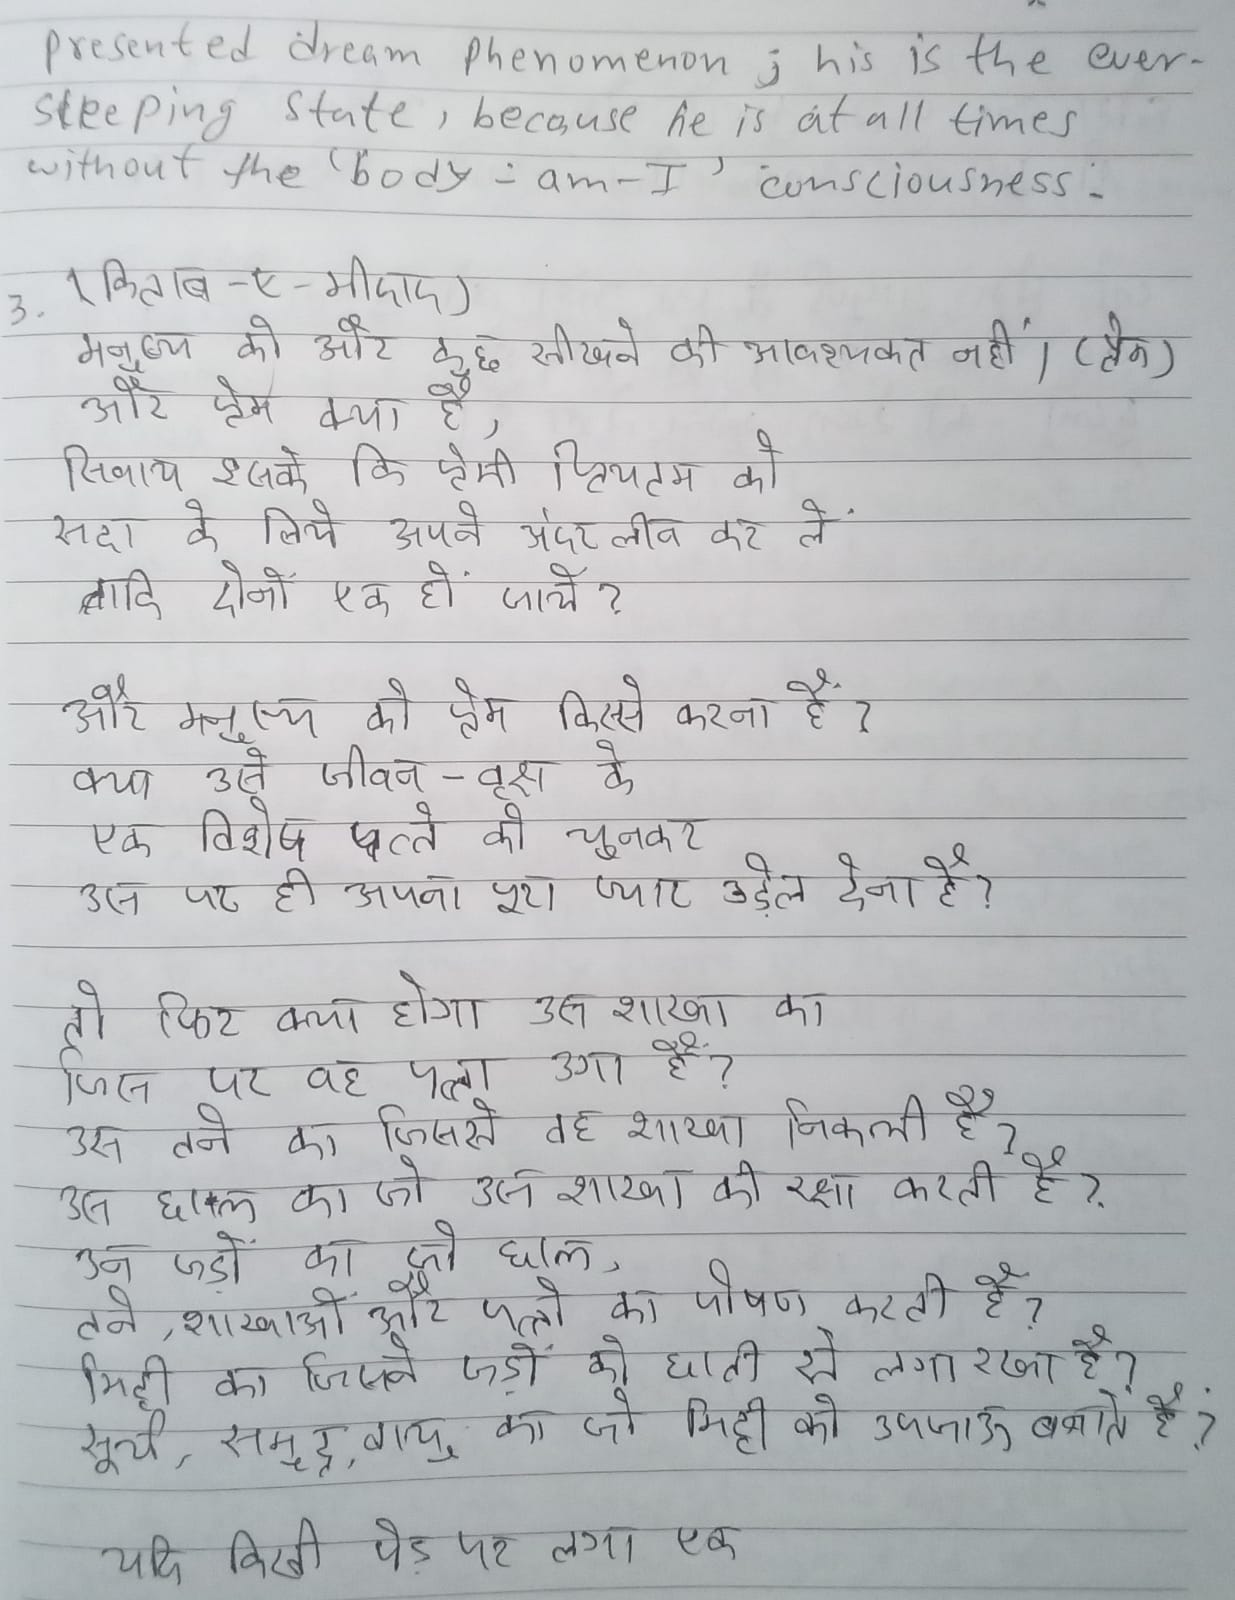 presented dream phenomenon; his is the ever-
sleeping state, because he is at all times
without the 'body-am-I' consciousness.
3. (किताब-ए-मीरदाद)
मनुष्य को और कुछ सीखने की आवश्यकत नहीं। (प्रेम)
और प्रेम क्या है,
सिवाय इसके कि प्रेमी प्रियतम को
सदा के लिये अपने अंदर लीन कर लें
ताकि दोनों एक हों जायें?
और मनुष्य को प्रेम किससे करना हैं?
क्या उसे जीवन-वृक्ष के
एक विशेष पत्ते को चुनकर
उस पर ही अपना पूरा प्यार उड़ेल देना है?
तो फिर क्या होगा उस शाखा का
जिस पर वह पत्ता उगा हैं?
उस तने का जिससे वह शाखा निकली है?
उस छाल का जो उस शाखा की रक्षा करती है?
उन जड़ों का जो छाल,
तने, शाखाओं और पत्तो का पोषण करती हैं?
मिट्टी का जिसने जड़ों को छाती से लगा रखा है?
सूर्य, समुद्र, वायु का जो मिट्टी को उपजाऊ बनाते हैं?
यदि किसी पेड़ पर लगा एक